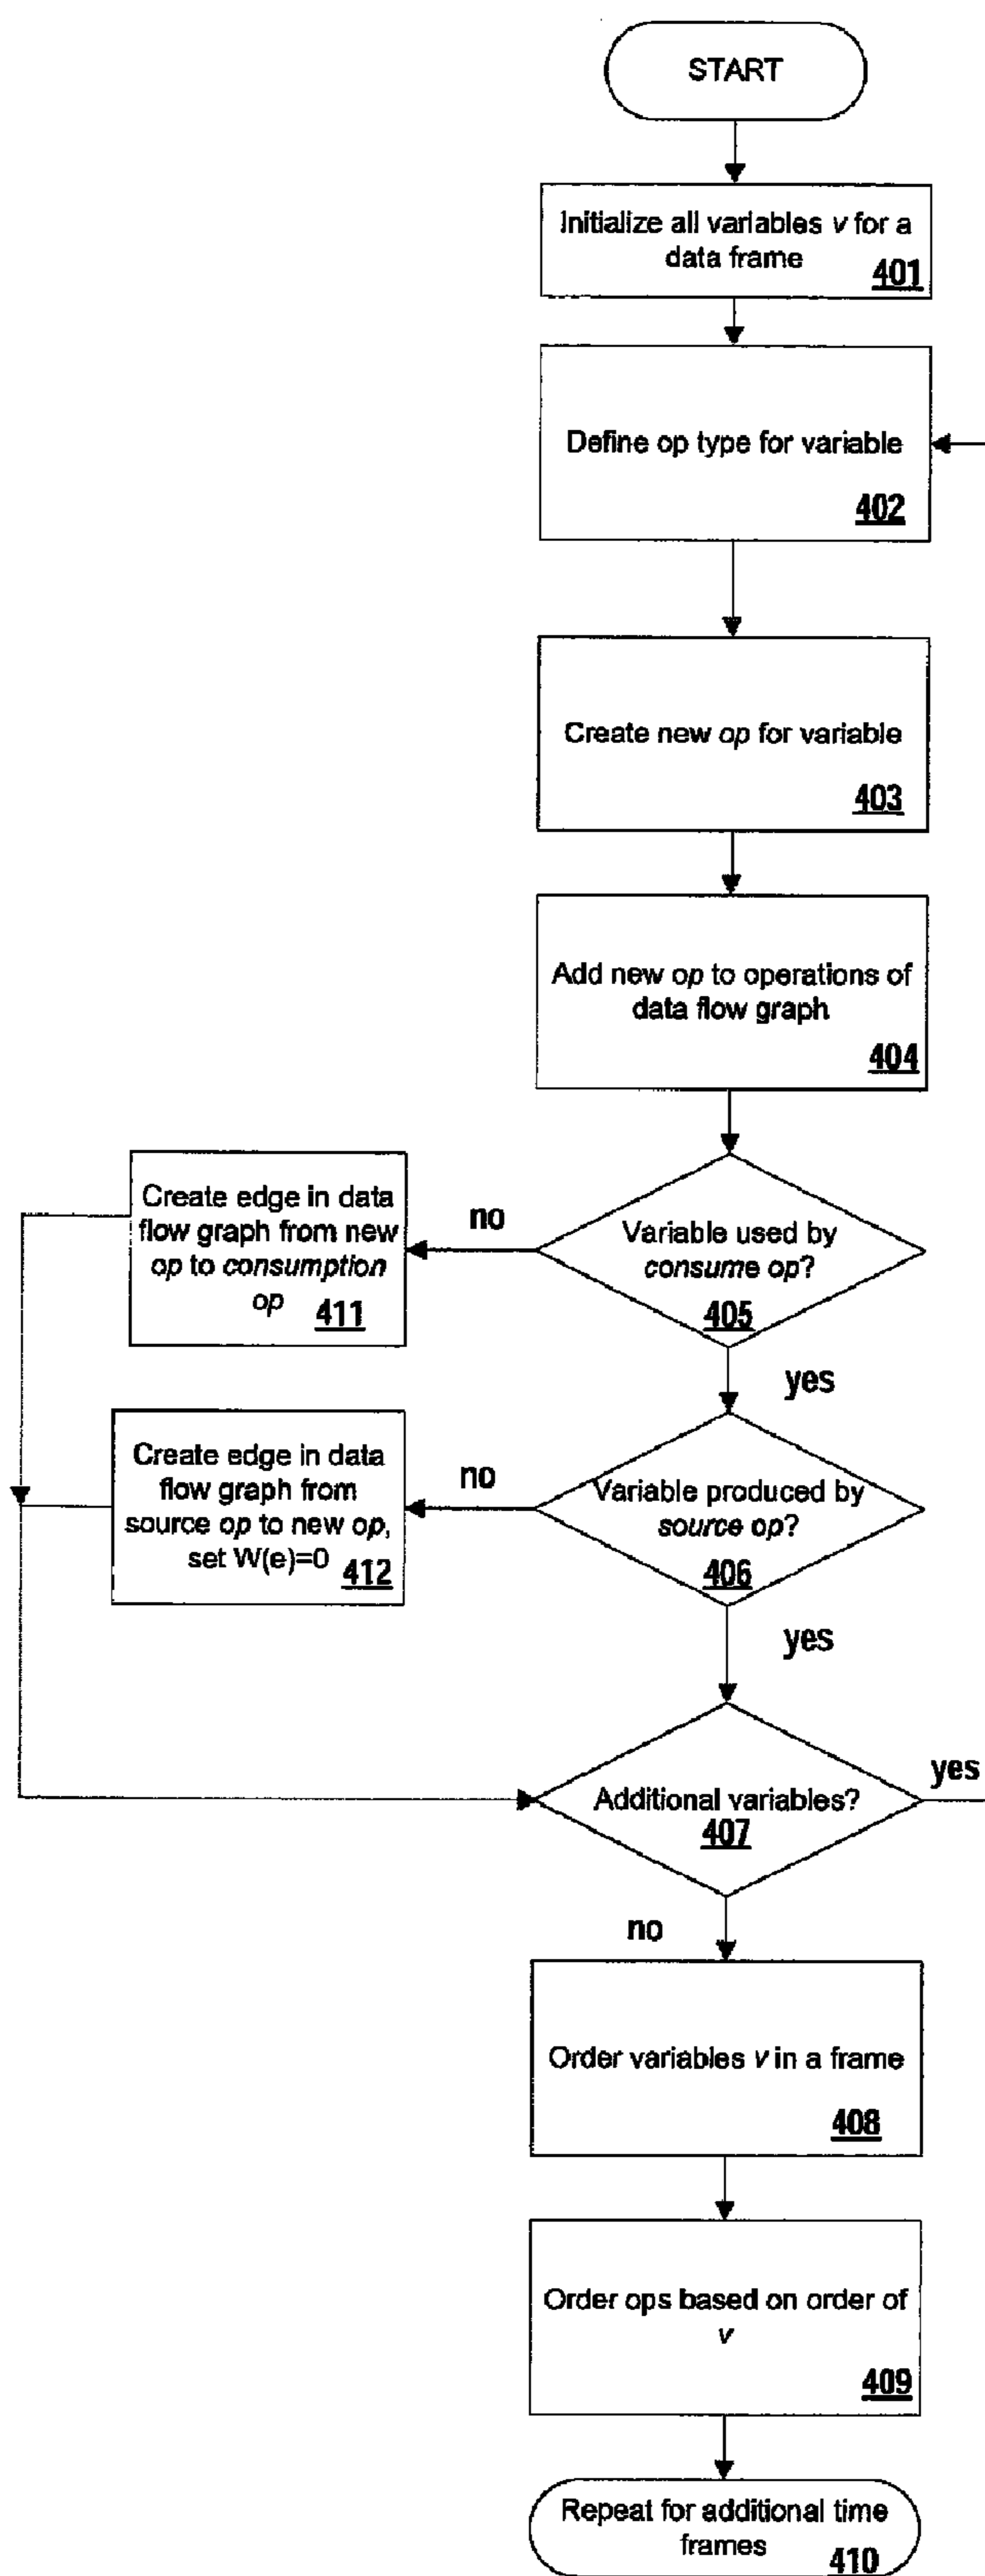 START
Initialize all variables v for a
data frame
401
Define op type for variable
402
Create new op for variable
403
Add new op to operations of
data flow graph
404
Variable used by
consume op?
405
no
Create edge in data
flow graph from new
op to consumption
op
411
yes
Variable produced by
source op?
406
no
Create edge in data
flow graph from
source op to new op,
set W(e)=0
412
yes
Additional variables?
407
yes
no
Order variables v in a frame
408
Order ops based on order of
v
409
Repeat for additional time
frames
410